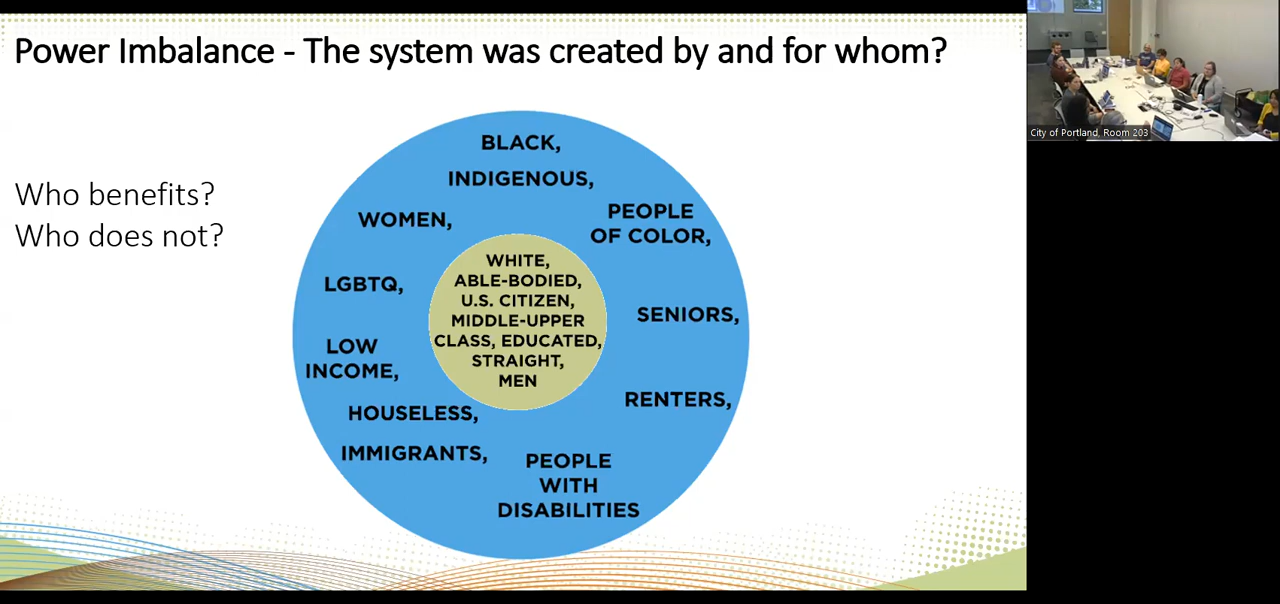 Power Imbalance - The system was created by and for whom?
City of Portland, Room 203
Who benefits?
Who does not?
BLACK,
INDIGENOUS,
WOMEN,
PEOPLE
OF COLOR,
LGBTQ,
WHITE,
ABLE-BODIED,
U.S. CITIZEN,
MIDDLE-UPPER
CLASS, EDUCATED,
STRAIGHT,
MEN
SENIORS,
LOW
INCOME,
RENTERS,
HOUSELESS,
IMMIGRANTS,
PEOPLE
WITH
DISABILITIES